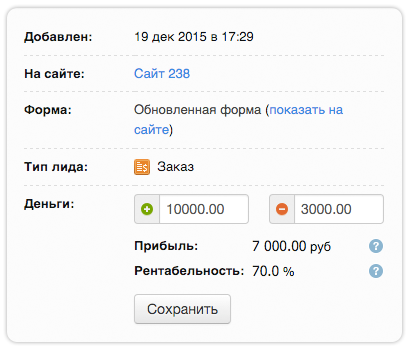 Добавлен: 19 дек 2015 в 17:29
На сайте: Сайт 238
Форма: Обновленная форма (показать на
сайте)
Тип лида: Заказ
Деньги: 10000.00 3000.00
Прибыль: 7 000.00 руб ?
Рентабельность: 70.0 % ?
Сохранить